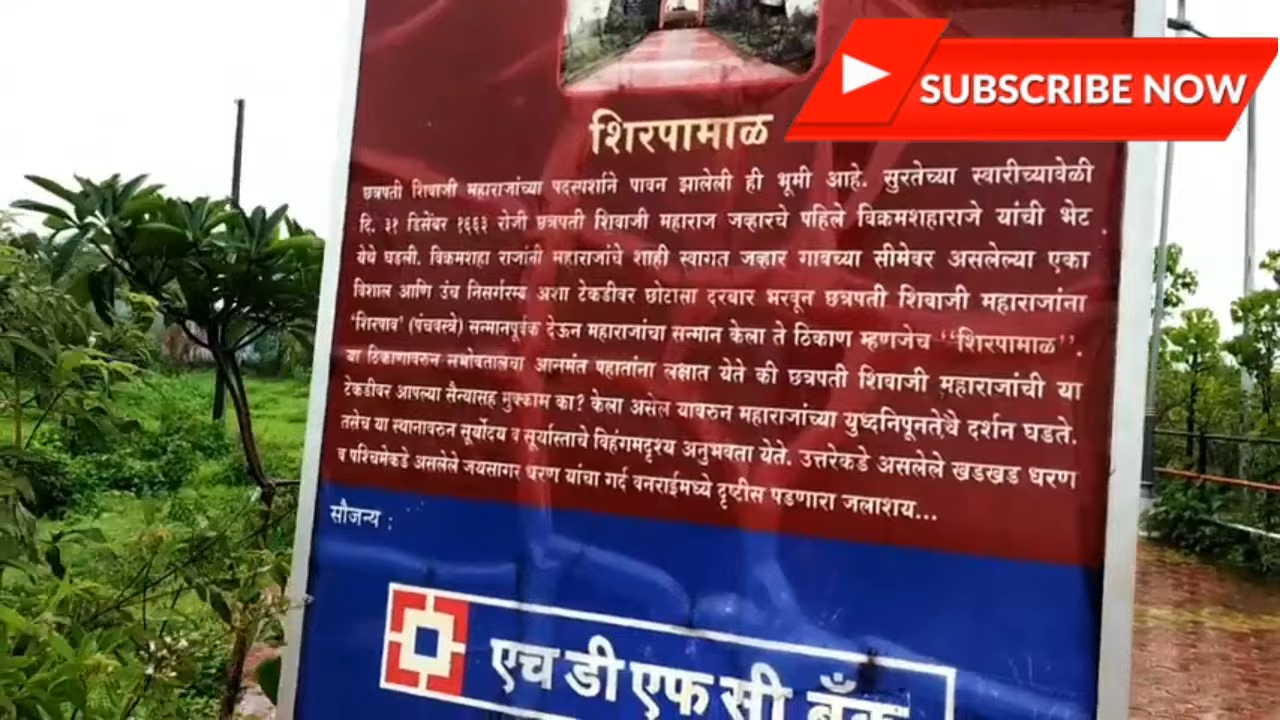 SUBSCRIBE NOW
शिरपामाळ
छत्रपती शिवाजी महाराजांच्या पदस्पर्शाने पावन झालेली ही भूमी आहे. सुरतेच्या स्वारीच्यावेळी
दि. ३१ डिसेंबर १६६३ रोजी छत्रपती शिवाजी महाराज जव्हारचे पहिले विक्रमशहाराजे यांची भेट
येथे घडली. विक्रमशहा राजांनी महाराजांचे शाही स्वागत जव्हार गावच्या सीमेवर असलेल्या एका
विशाल आणि उंच निसर्गरम्य अशा टेकडीवर छोटासा दरबार भरवून छत्रपती शिवाजी महाराजांना
'शिरपाव' (पंचवस्त्रे) सन्मानपूर्वक देऊन महाराजांचा सन्मान केला ते ठिकाण म्हणजेच "शिरपामाळ".
या ठिकाणावरुन सभोवतालचा आनमंत पहातांना लक्षात येते की छत्रपती शिवाजी महाराजांची या
टेकडीवर आपल्या सैन्यासह मुक्काम का? केला असेल यावरुन महाराजांच्या युध्दनिपूनतेचे दर्शन घडते.
तसेच या स्थानावरुन सूर्योदय व सूर्यास्ताचे विहंगमदृश्य अनुभवता येते. उत्तरेकडे असलेले खडखड धरण
व पश्चिमेकडे असलेले जयसागर धरण यांचा गर्द वनराईमध्ये दृष्टीस पडणारा जलाशय...
सौजन्य :
एच डी एफ सी बँक